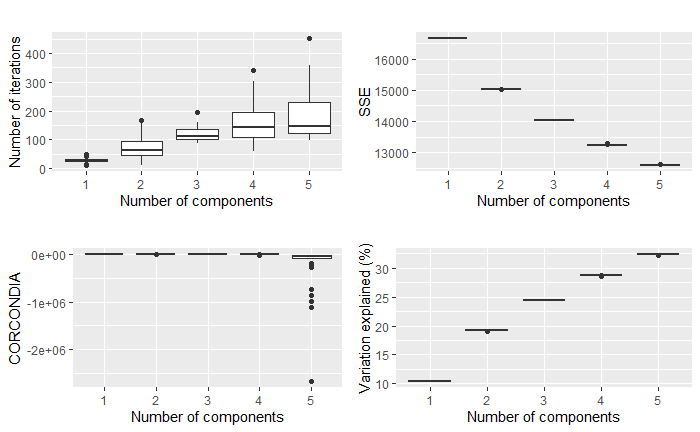 Number of iterations
400
300
200
100
0
1 2 3 4 5
Number of components
SSE
16000
15000
14000
13000
1 2 3 4 5
Number of components
CORCONDIA
0e+00
-1e+06
-2e+06
1 2 3 4 5
Number of components
Variation explained (%)
30
25
20
15
10
1 2 3 4 5
Number of components